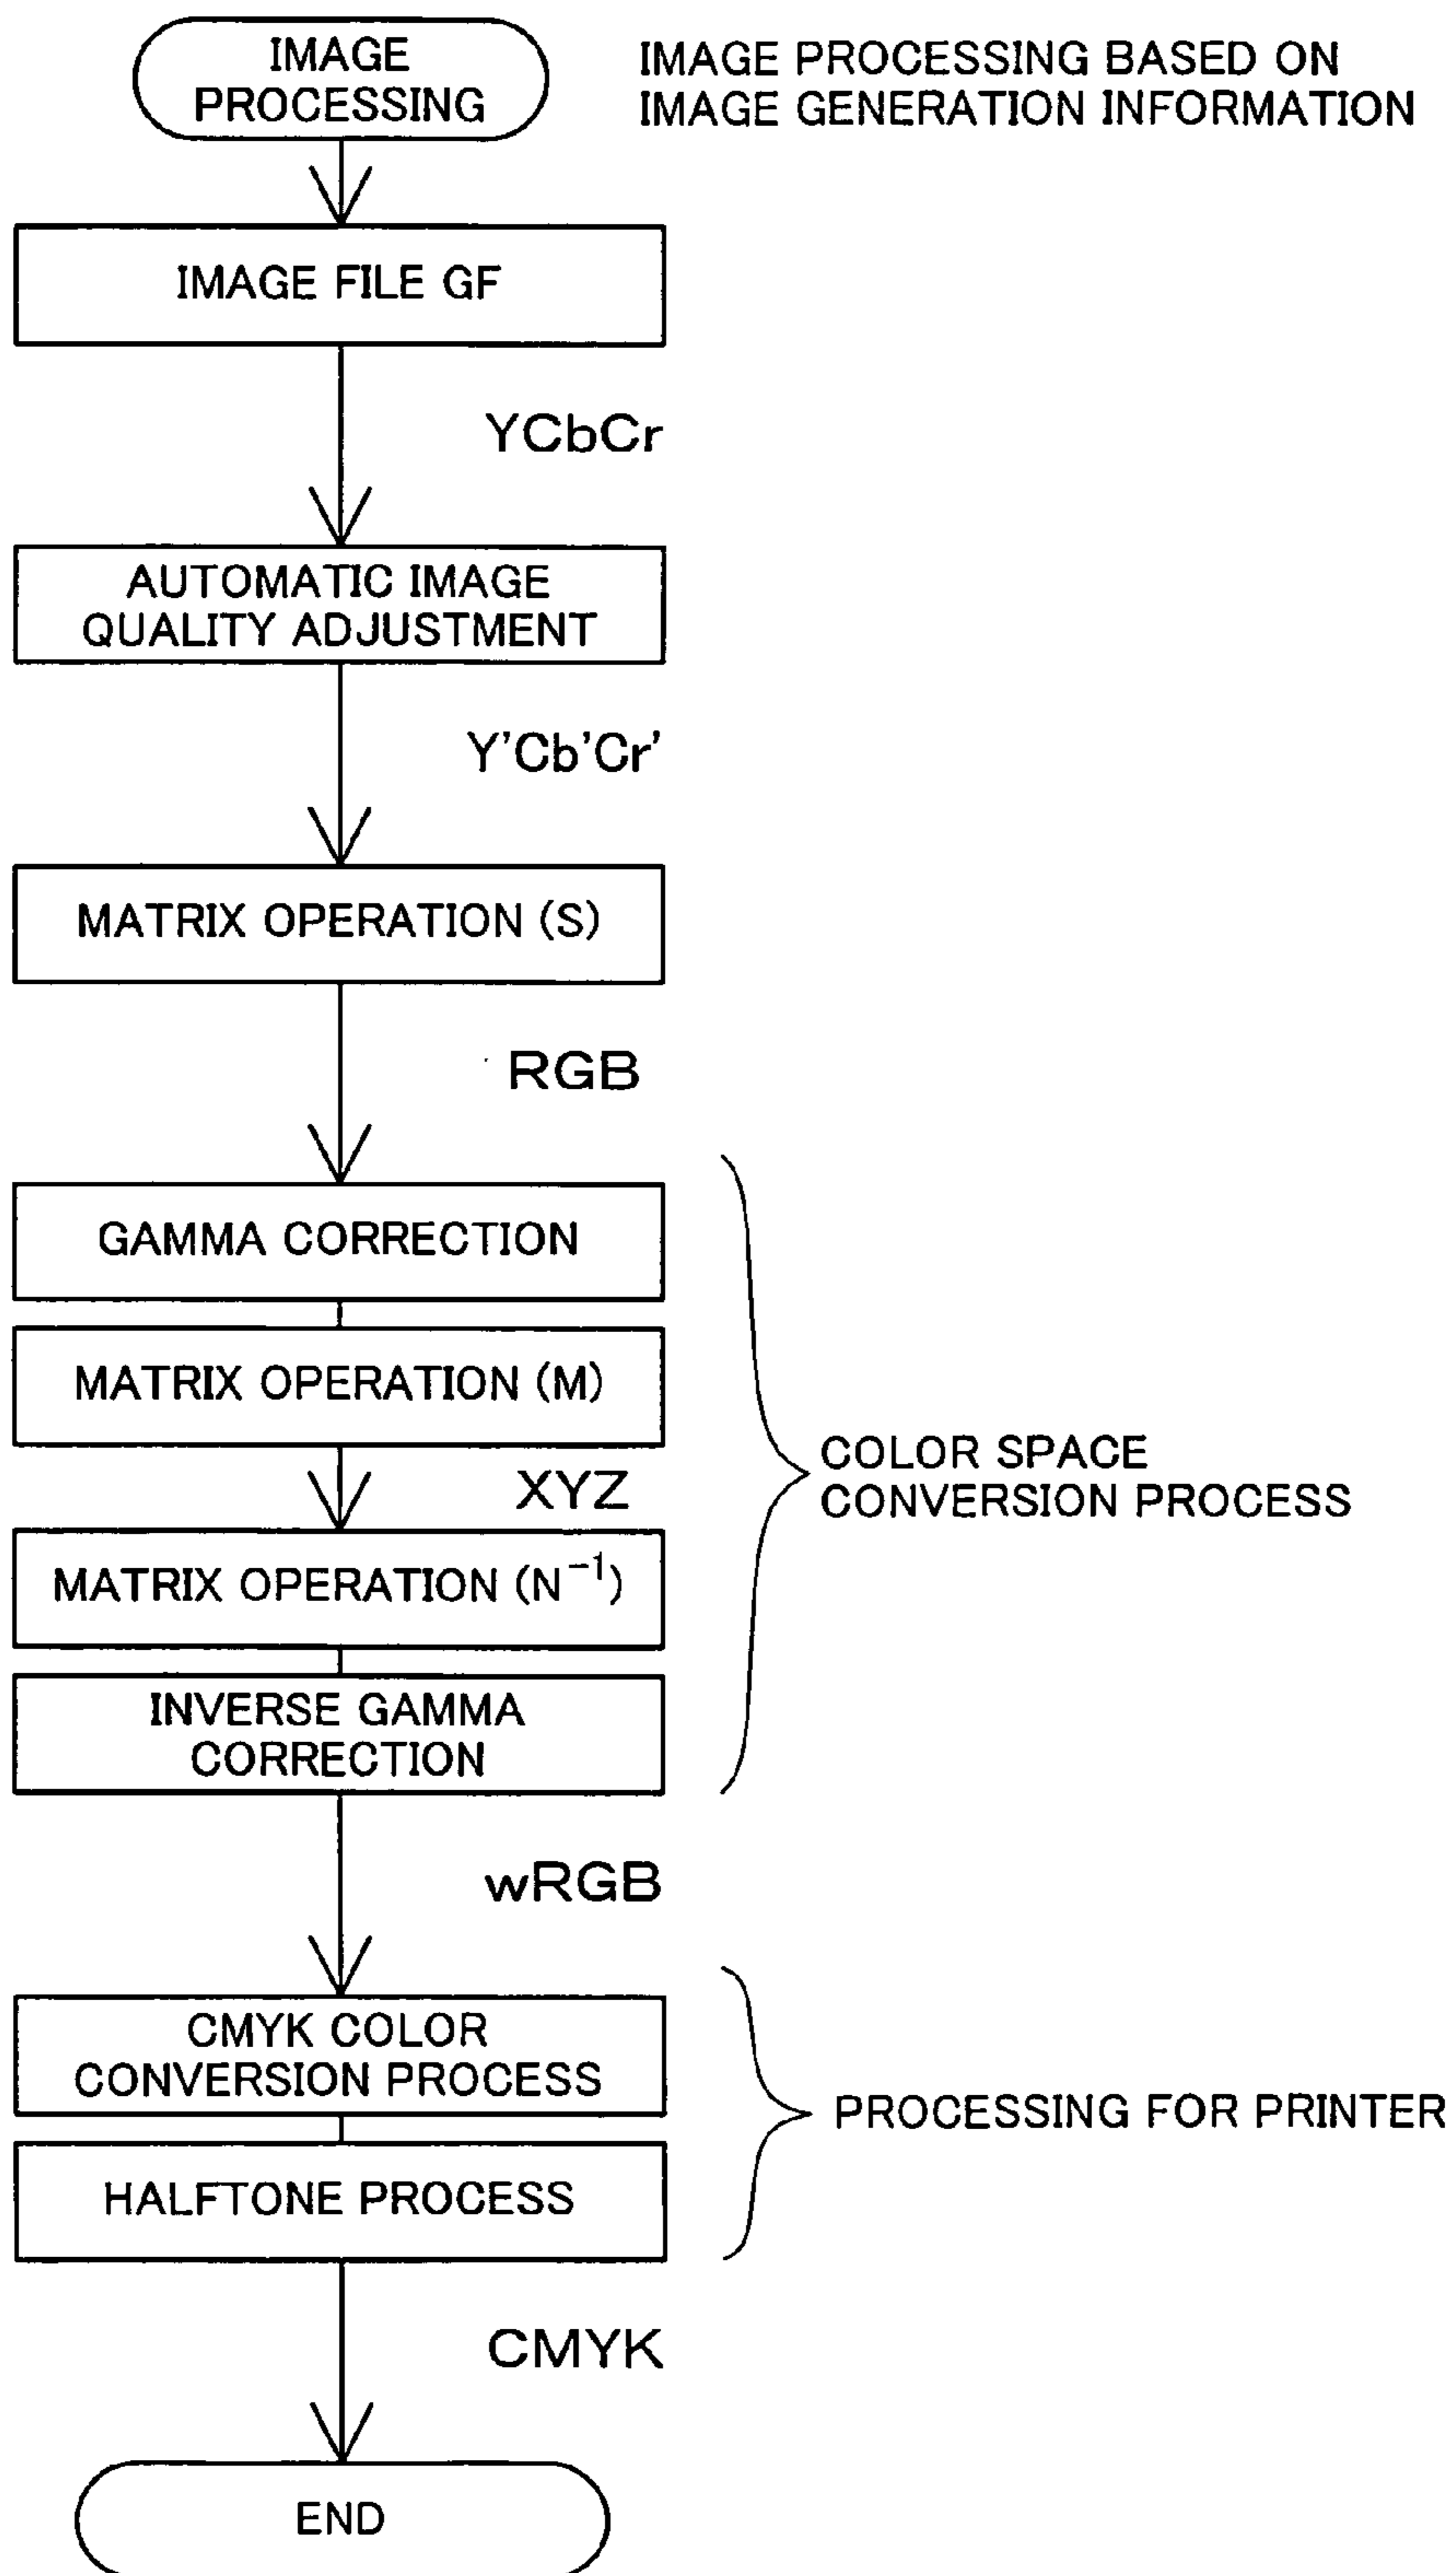 IMAGE
PROCESSING
IMAGE PROCESSING BASED ON
IMAGE GENERATION INFORMATION
IMAGE FILE GF
YCbCr
AUTOMATIC IMAGE
QUALITY ADJUSTMENT
Y'Cb'Cr'
MATRIX OPERATION (S)
RGB
GAMMA CORRECTION
MATRIX OPERATION (M)
XYZ
MATRIX OPERATION (N⁻¹)
INVERSE GAMMA
CORRECTION
COLOR SPACE
CONVERSION PROCESS
wRGB
CMYK COLOR
CONVERSION PROCESS
HALFTONE PROCESS
PROCESSING FOR PRINTER
CMYK
END